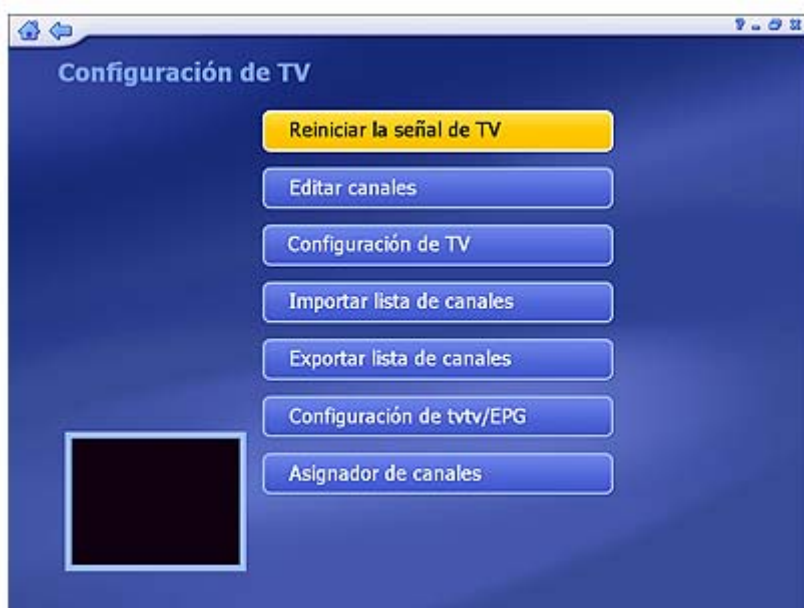 Configuración de TV
Reiniciar la señal de TV
Editar canales
Configuración de TV
Importar lista de canales
Exportar lista de canales
Configuración de tvtv/EPG
Asignador de canales